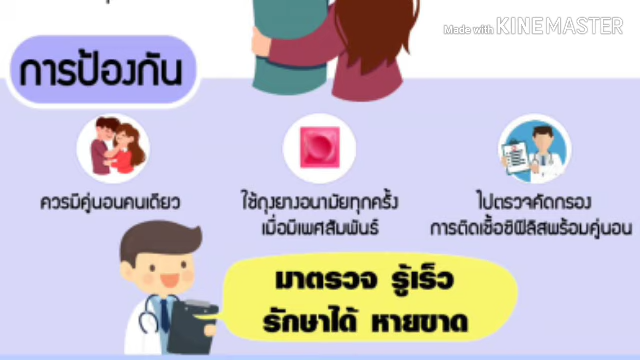 Made with KINEMASTER
การป้องกัน
ควรมีคู่นอนคนเดียว
ใช้ถุงยางอนามัยทุกครั้ง
เมื่อมีเพศสัมพันธ์
ไปตรวจคัดกรอง
การติดเชื้อซิฟิลิสพร้อมคู่นอน
มาตรวจ รู้เร็ว
รักษาได้ หายขาด